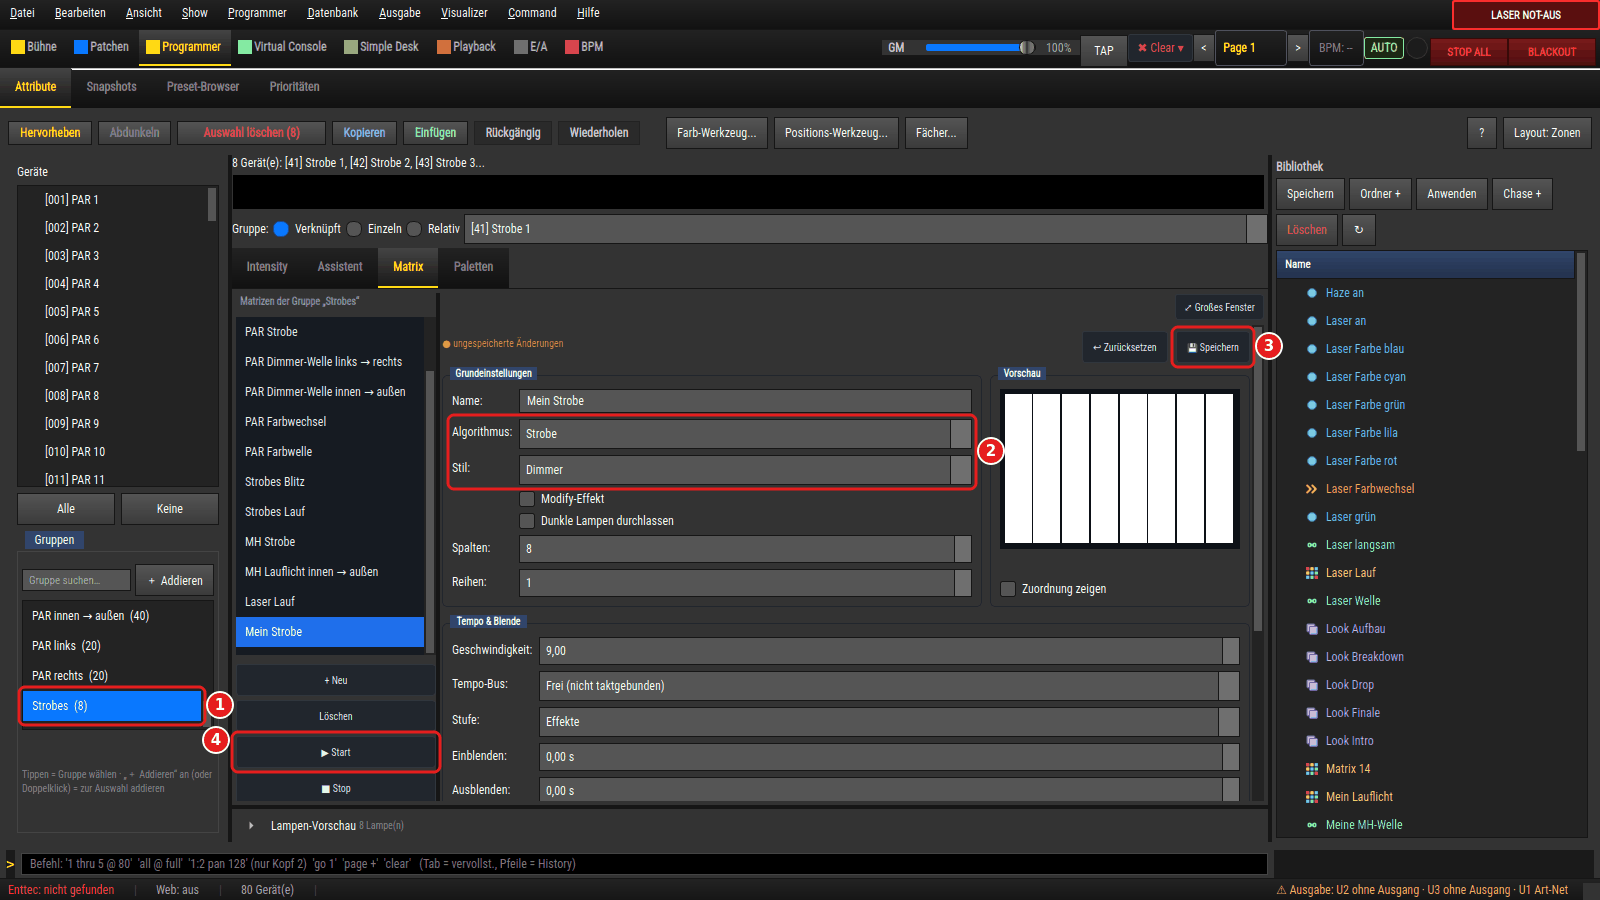 Datei Bearbeiten Ansicht Show Programmer Datenbank Ausgabe Visualizer Command Hilfe LASER NOT-AUS
Bühne Patchen Programmer Virtual Console Simple Desk Playback E/A BPM GM 100% TAP ✖ Clear ▾ < Page 1 > BPM: -- AUTO STOP ALL BLACKOUT
Attribute Snapshots Preset-Browser Prioritäten
Hervorheben Abdunkeln Auswahl löschen (8) Kopieren Einfügen Rückgängig Wiederholen Farb-Werkzeug... Positions-Werkzeug... Fächer... ? Layout: Zonen
Geräte
[001] PAR 1
[002] PAR 2
[003] PAR 3
[004] PAR 4
[005] PAR 5
[006] PAR 6
[007] PAR 7
[008] PAR 8
[009] PAR 9
[010] PAR 10
[011] PAR 11
Alle Keine
Gruppen
Gruppe suchen... + Addieren
PAR innen → außen (40)
PAR links (20)
PAR rechts (20)
Strobes (8)
1
4
Tippen = Gruppe wählen · „ + Addieren“ an (oder
Doppelklick) = zur Auswahl addieren
8 Gerät(e): [41] Strobe 1, [42] Strobe 2, [43] Strobe 3...
Gruppe: Verknüpft Einzeln Relativ [41] Strobe 1
Intensity Assistent Matrix Paletten
Matrizen der Gruppe „Strobes“
PAR Strobe
PAR Dimmer-Welle links → rechts
PAR Dimmer-Welle innen → außen
PAR Farbwechsel
PAR Farbwelle
Strobes Blitz
Strobes Lauf
MH Strobe
MH Lauflicht innen → außen
Laser Lauf
Mein Strobe
+ Neu
Löschen
▶ Start
■ Stop
⤢ Großes Fenster
ungespeicherte Änderungen ↩ Zurücksetzen 💾 Speichern 3
Grundeinstellungen
Name: Mein Strobe
Algorithmus: Strobe
Stil: Dimmer
2
Modify-Effekt
Dunkle Lampen durchlassen
Spalten: 8
Reihen: 1
Vorschau
Zuordnung zeigen
Tempo & Blende
Geschwindigkeit: 9,00
Tempo-Bus: Frei (nicht taktgebunden)
Stufe: Effekte
Einblenden: 0,00 s
Ausblenden: 0,00 s
Lampen-Vorschau 8 Lampe(n)
Bibliothek
Speichern Ordner + Anwenden Chase +
Löschen ↻
Name
Haze an
Laser an
Laser Farbe blau
Laser Farbe cyan
Laser Farbe grün
Laser Farbe lila
Laser Farbe rot
Laser Farbwechsel
Laser grün
Laser langsam
Laser Lauf
Laser Welle
Look Aufbau
Look Breakdown
Look Drop
Look Finale
Look Intro
Matrix 14
Mein Lauflicht
Meine MH-Welle
> Befehl: '1 thru 5 @ 80' 'all @ full' '1:2 pan 128' (nur Kopf 2) 'go 1' 'page +' 'clear' (Tab = vervollst., Pfeile = History)
Enttec: nicht gefunden Web: aus 80 Gerät(e) ⚠ Ausgabe: U2 ohne Ausgang · U3 ohne Ausgang · U1 Art-Net